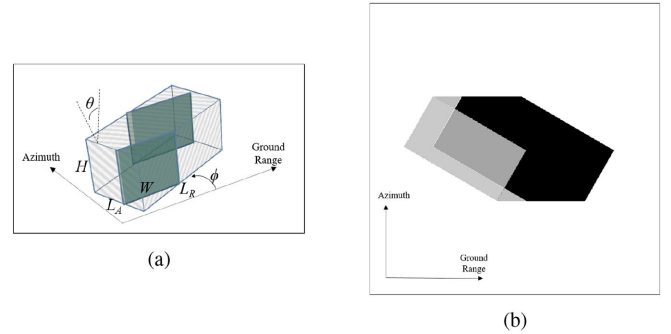 θ
Azimuth
Ground
Range
H
W
ϕ
L_A
L_R
(a)
Azimuth
Ground
Range
(b)